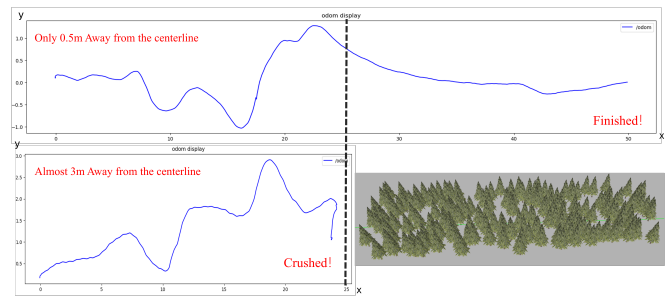 y
odom display
Only 0.5m Away from the centerline
/odom
1.0
0.5
0.0
-0.5
-1.0
Finished!
0 10 20 30 40 50
x
y
odom display
3.0
Almost 3m Away from the centerline
/odom
2.5
2.0
1.5
1.0
0.5
Crushed!
0 5 10 15 20 25
x